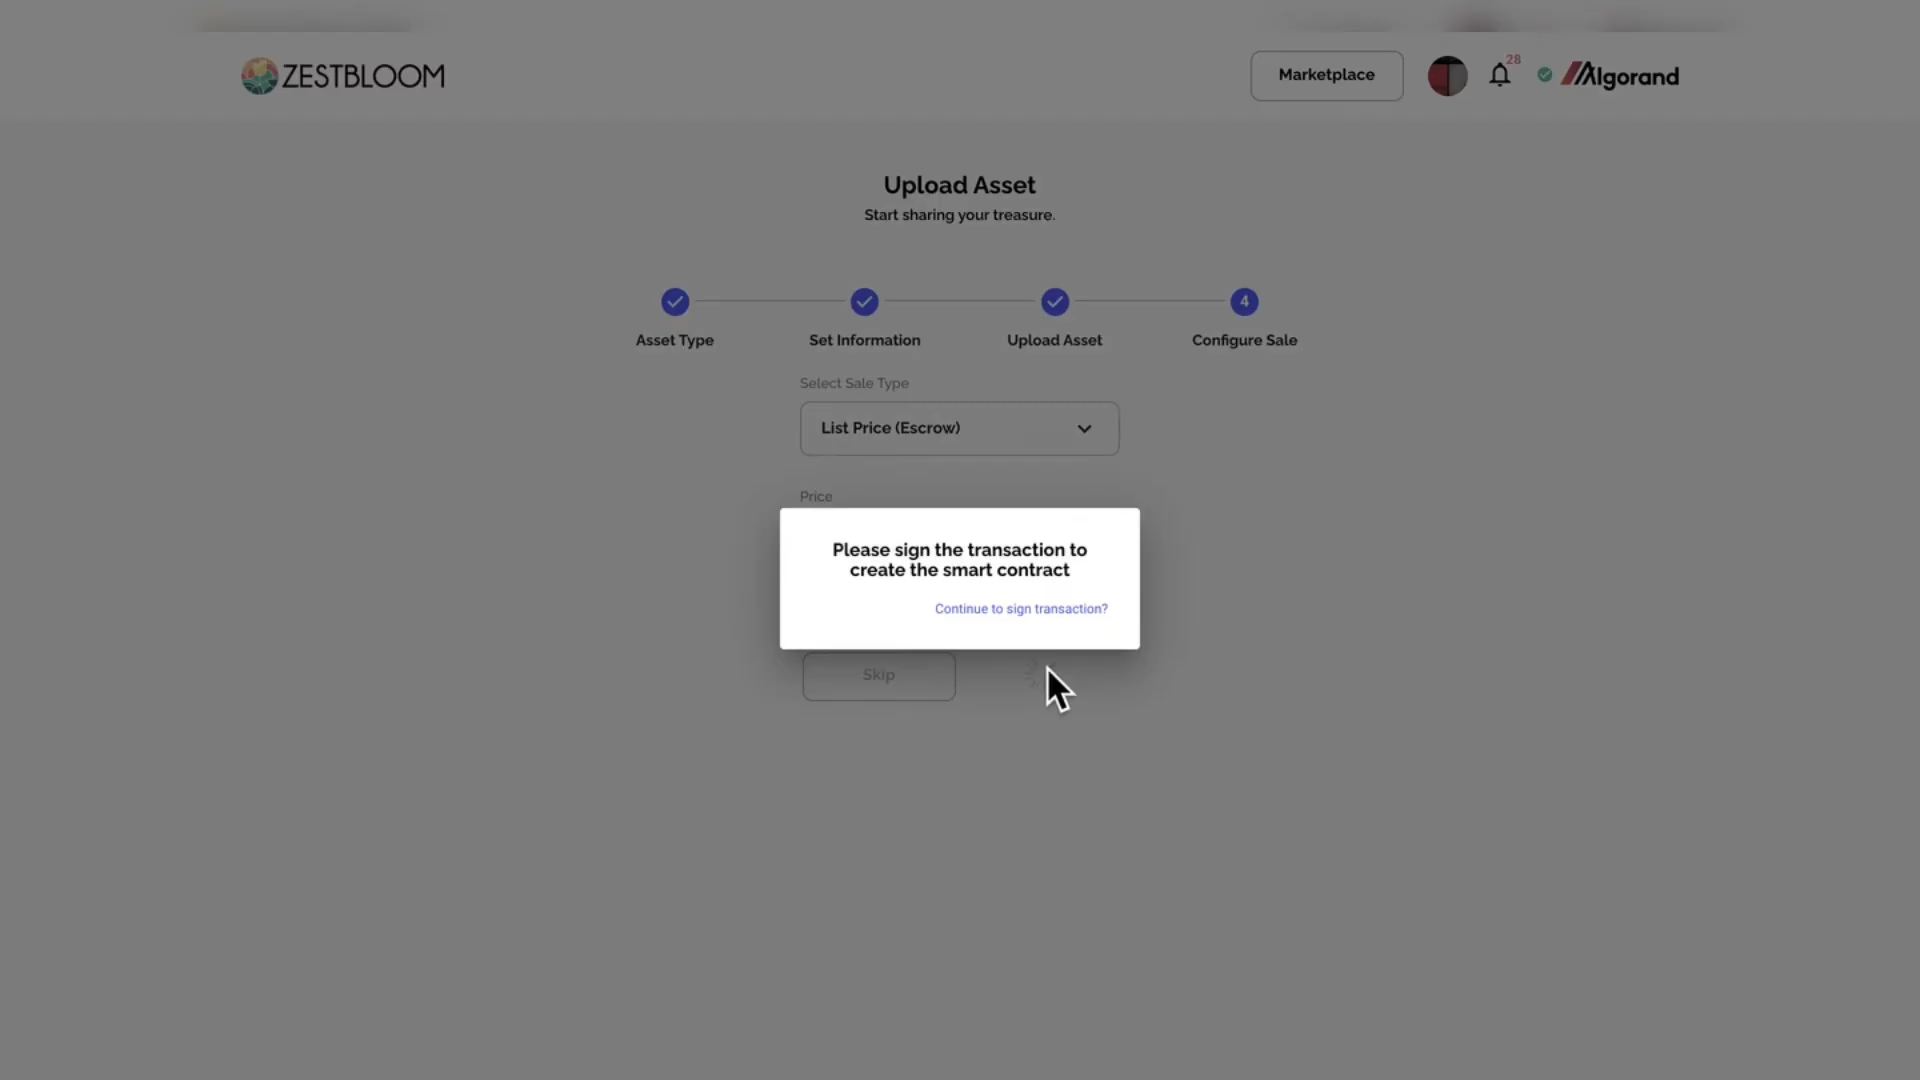 ZESTBLOOM
Marketplace
28
Algorand
Upload Asset
Start sharing your treasure.
4
Asset Type
Set Information
Upload Asset
Configure Sale
Select Sale Type
List Price (Escrow)
Price
Please sign the transaction to
create the smart contract
Continue to sign transaction?
Skip